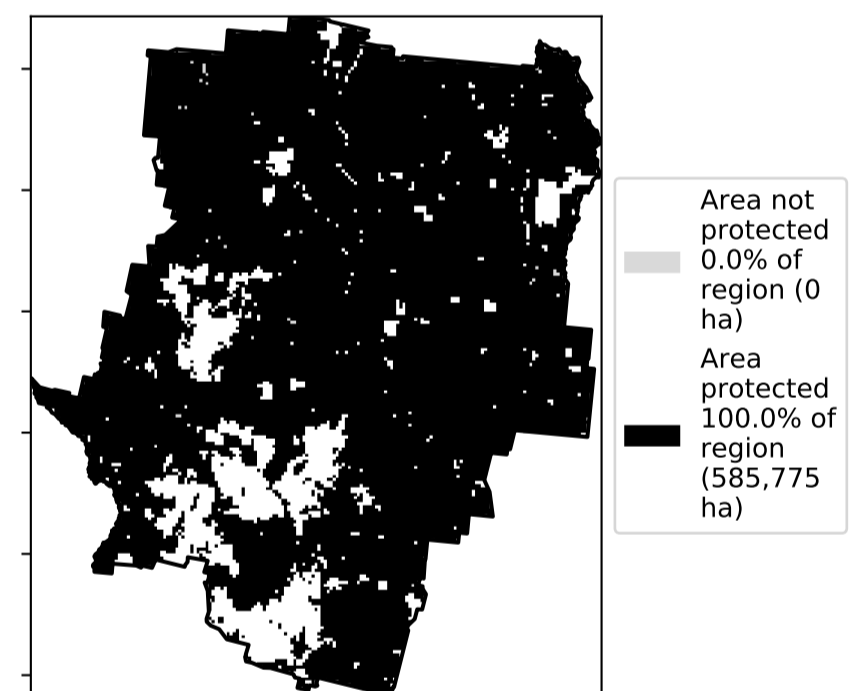 Area not
protected
0.0% of
region (0
ha)
Area
protected
100.0% of
region
(585,775
ha)